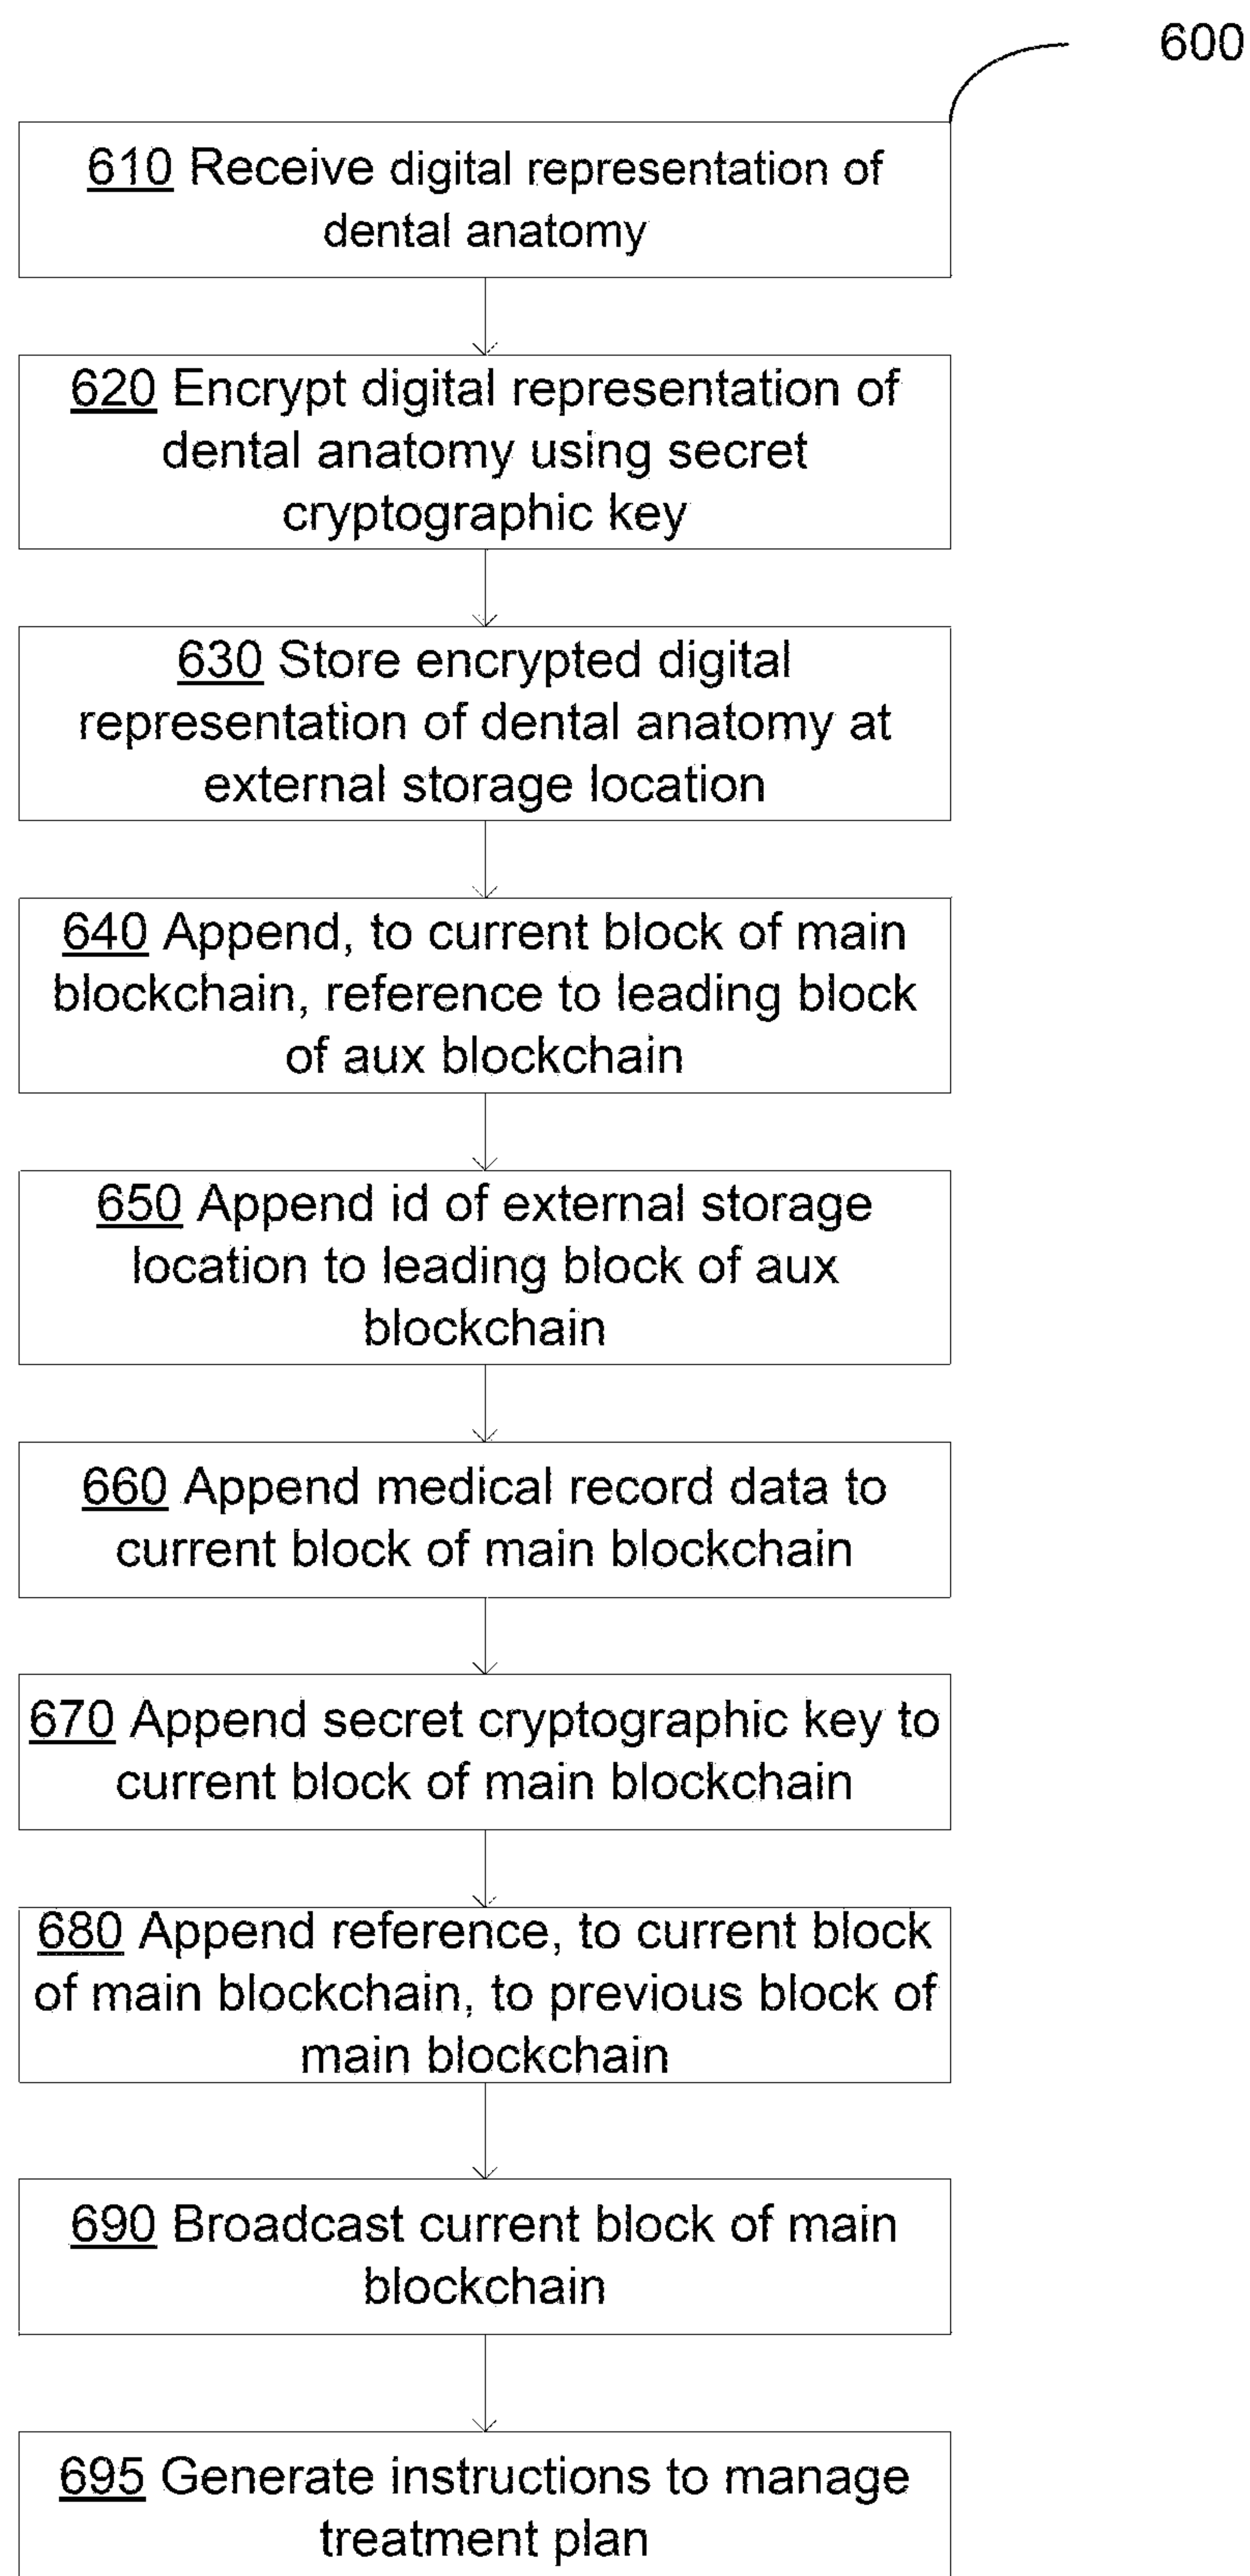 600
610 Receive digital representation of
dental anatomy
620 Encrypt digital representation of
dental anatomy using secret
cryptographic key
630 Store encrypted digital
representation of dental anatomy at
external storage location
640 Append, to current block of main
blockchain, reference to leading block
of aux blockchain
650 Append id of external storage
location to leading block of aux
blockchain
660 Append medical record data to
current block of main blockchain
670 Append secret cryptographic key to
current block of main blockchain
680 Append reference, to current block
of main blockchain, to previous block of
main blockchain
690 Broadcast current block of main
blockchain
695 Generate instructions to manage
treatment plan